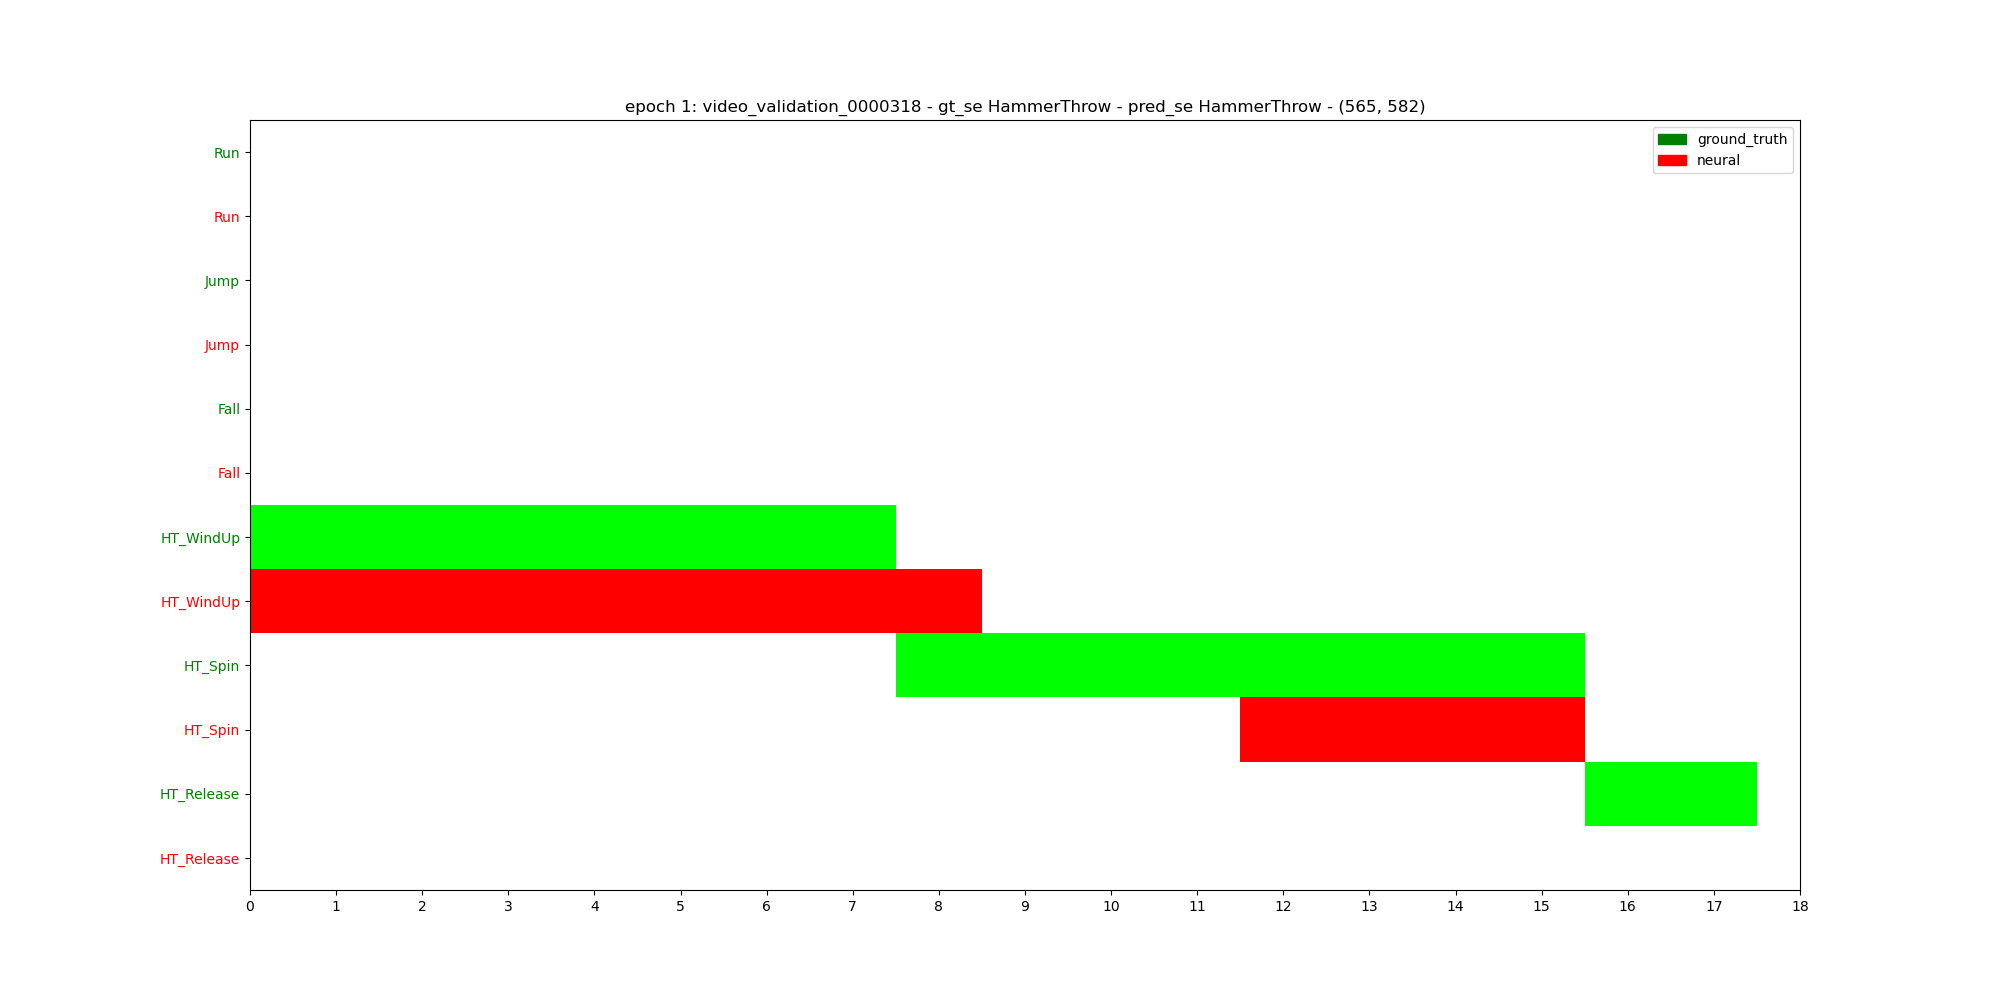 epoch 1: video_validation_0000318 - gt_se HammerThrow - pred_se HammerThrow - (565, 582)
ground_truth
neural
Run
Run
Jump
Jump
Fall
Fall
HT_WindUp
HT_WindUp
HT_Spin
HT_Spin
HT_Release
HT_Release
0 1 2 3 4 5 6 7 8 9 10 11 12 13 14 15 16 17 18